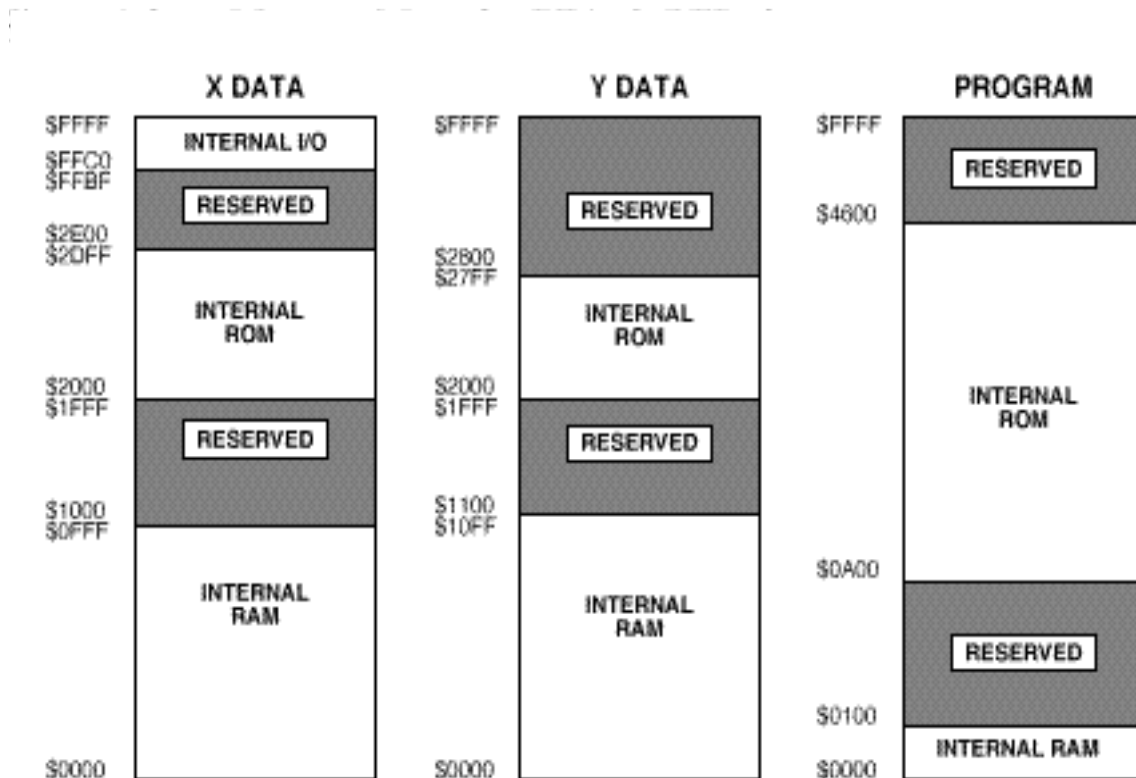 X DATA
$FFFF
INTERNAL I/O
$FFC0
$FFBF
RESERVED
$2E00
$2DFF
INTERNAL
ROM
$2000
$1FFF
RESERVED
$1000
$0FFF
INTERNAL
RAM
$0000
Y DATA
$FFFF
RESERVED
$2800
$27FF
INTERNAL
ROM
$2000
$1FFF
RESERVED
$1100
$10FF
INTERNAL
RAM
$0000
PROGRAM
$FFFF
RESERVED
$4600
INTERNAL
ROM
$0A00
RESERVED
$0100
INTERNAL RAM
$0000